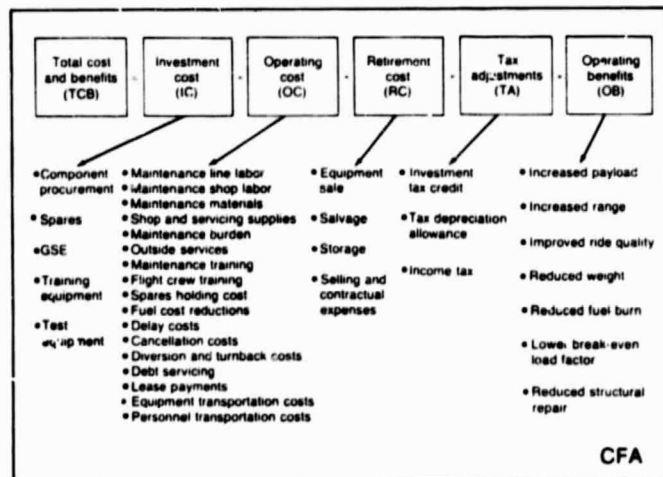 Total cost
and benefits
(TCB)
Investment
cost
(IC)
Operating
cost
(OC)
Retirement
cost
(RC)
Tax
adjustments
(TA)
Operating
benefits
(OB)
• Component
procurement
• Spares
• GSE
• Training
equipment
• Test
equipment
• Maintenance line labor
• Maintenance shop labor
• Maintenance materials
• Shop and servicing supplies
• Maintenance burden
• Outside services
• Maintenance training
• Flight crew training
• Spares holding cost
• Fuel cost reductions
• Delay costs
• Cancellation costs
• Diversion and turnback costs
• Debt servicing
• Lease payments
• Equipment transportation costs
• Personnel transportation costs
• Equipment
sale
• Salvage
• Storage
• Selling and
contractual
expenses
• Investment
tax credit
• Tax depreciation
allowance
• Income tax
• Increased payload
• Increased range
• Improved ride quality
• Reduced weight
• Reduced fuel burn
• Lower break-even
load factor
• Reduced structural
repair
CFA